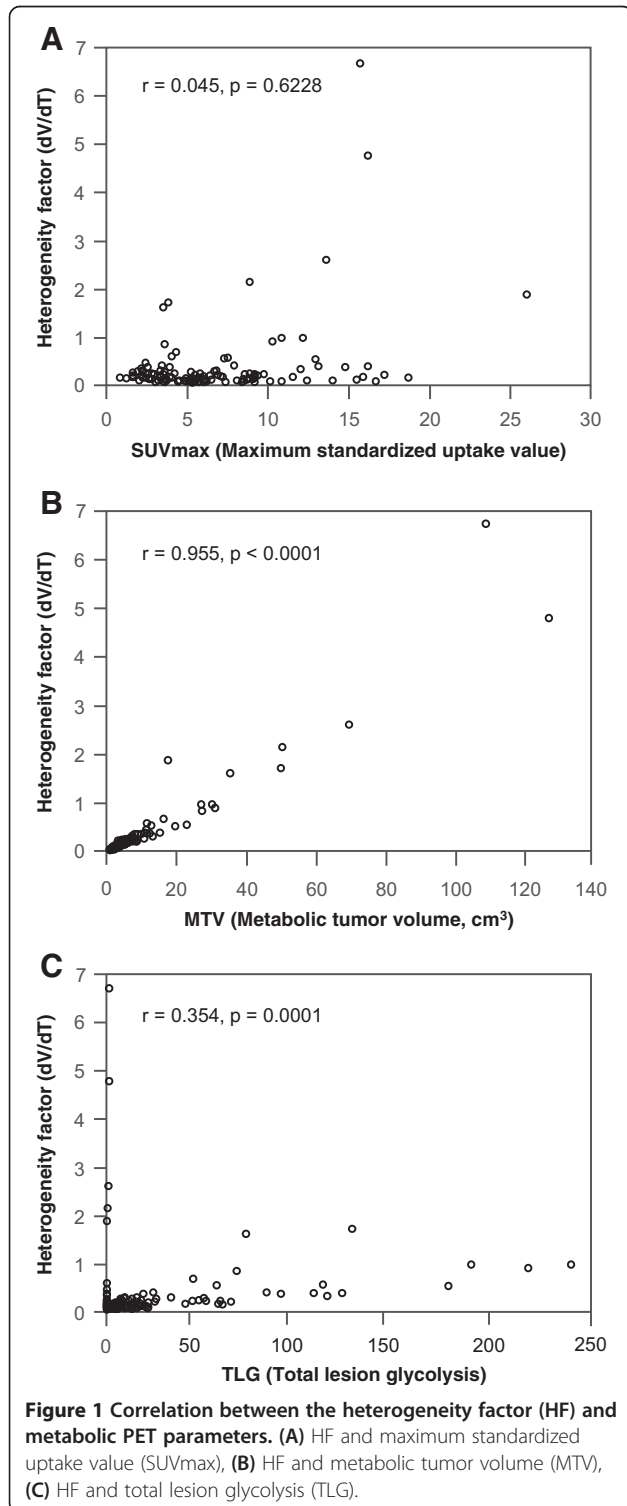 A
Heterogeneity factor (dV/dT)
7
6
5
4
3
2
1
0
r = 0.045, p = 0.6228
0 5 10 15 20 25 30
SUVmax (Maximum standardized uptake value)
B
Heterogeneity factor (dV/dT)
7
6
5
4
3
2
1
0
r = 0.955, p < 0.0001
0 20 40 60 80 100 120 140
MTV (Metabolic tumor volume, cm³)
C
Heterogeneity factor (dV/dT)
7
6
5
4
3
2
1
0
r = 0.354, p = 0.0001
0 50 100 150 200 250
TLG (Total lesion glycolysis)
Figure 1 Correlation between the heterogeneity factor (HF) and
metabolic PET parameters. (A) HF and maximum standardized
uptake value (SUVmax), (B) HF and metabolic tumor volume (MTV),
(C) HF and total lesion glycolysis (TLG).